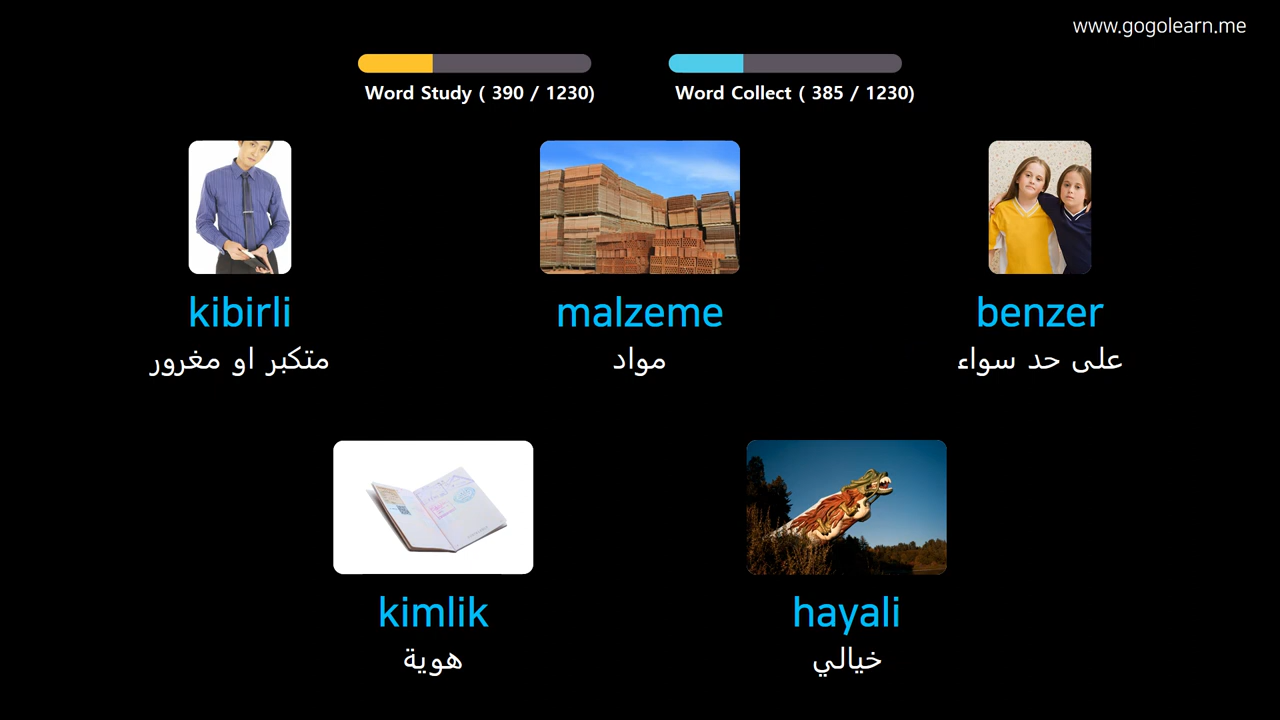 www.gogolearn.me
Word Study ( 390 / 1230)
Word Collect ( 385 / 1230)
kibirli
متكبر او مغرور
malzeme
مواد
benzer
على حد سواء
kimlik
هوية
hayali
خيالي